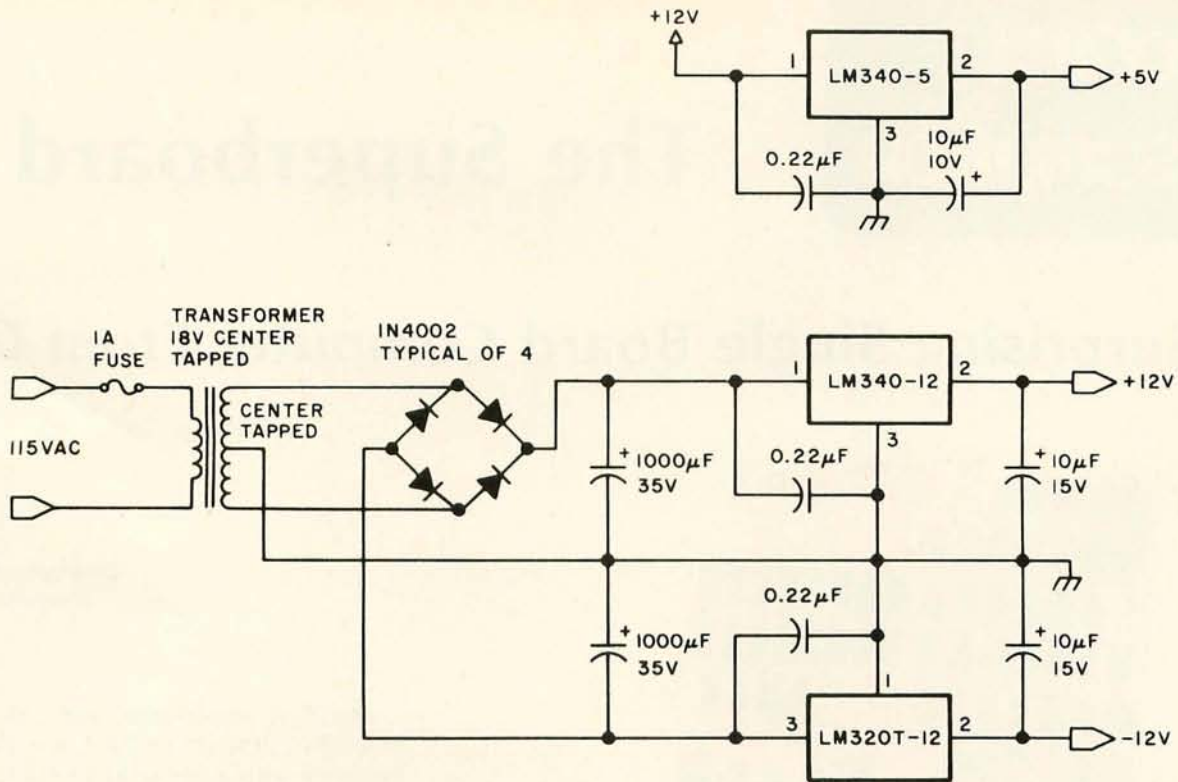 +12V
1
LM340-5
2
+5V
3
0.22µF
10µF
10V
+
1A
FUSE
TRANSFORMER
18V CENTER
TAPPED
1N4002
TYPICAL OF 4
CENTER
TAPPED
115VAC
+
1000µF
35V
1
LM340-12
2
+12V
3
0.22µF
+
10µF
15V
0.22µF
+
1000µF
35V
+
10µF
15V
1
3
LM320T-12
2
-12V